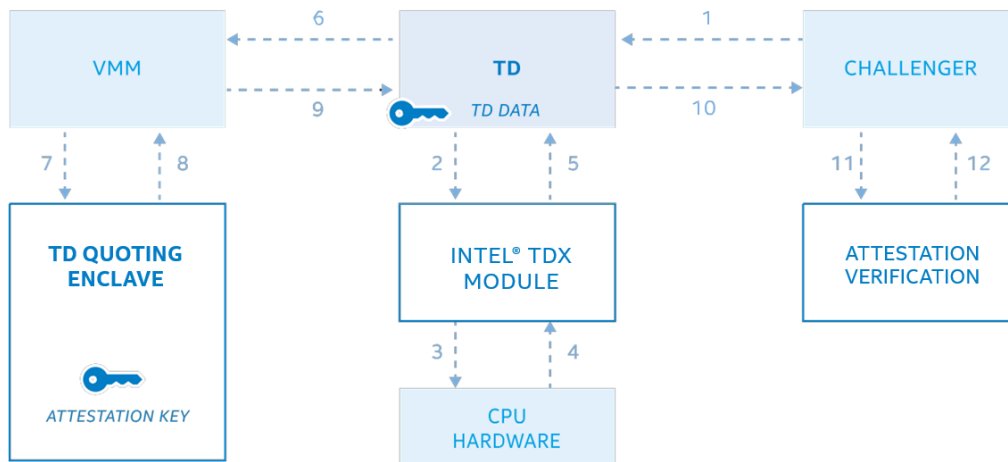 6
1
VMM
TD
CHALLENGER
9
TD DATA
10
7
8
2
5
11
12
TD QUOTING
ENCLAVE
INTEL® TDX
MODULE
ATTESTATION
VERIFICATION
3
4
ATTESTATION KEY
CPU
HARDWARE